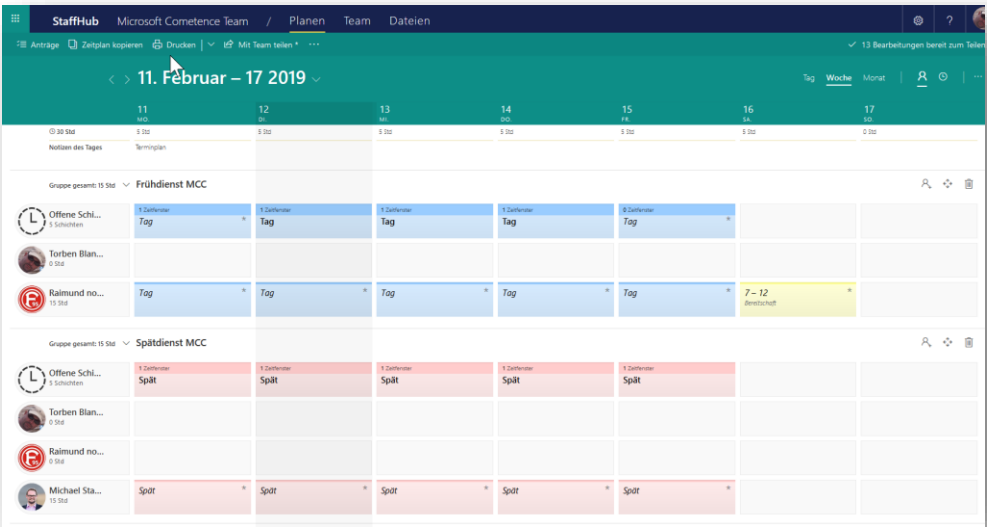 StaffHub Microsoft Cometence Team / Planen Team Dateien ?
Anträge Zeitplan kopieren Drucken Mit Team teilen * ...
13 Bearbeitungen bereit zum Teilen
11. Februar – 17 2019
Tag Woche Monat
11 12 13 14 15 16 17
MO. DI. MI. DO. FR. SA. SO.
30 Std 5 Std 5 Std 5 Std 5 Std 5 Std 5 Std 0 Std
Notizen des Tages Terminplan
Gruppe gesamt: 15 Std Frühdienst MCC
1 Zeitfenster 1 Zeitfenster 1 Zeitfenster 1 Zeitfenster 0 Zeitfenster
Offene Schi... Tag * Tag Tag Tag Tag *
5 Schichten
Torben Blan...
0 Std
Raimund no... Tag * Tag * Tag * Tag * Tag * 7 – 12 *
15 Std Bereitschaft
Gruppe gesamt: 15 Std Spätdienst MCC
1 Zeitfenster 1 Zeitfenster 1 Zeitfenster 1 Zeitfenster 1 Zeitfenster
Offene Schi... Spät Spät Spät Spät Spät
5 Schichten
Torben Blan...
0 Std
Raimund no...
0 Std
Michael Sta... Spät * Spät * Spät * Spät * Spät *
15 Std